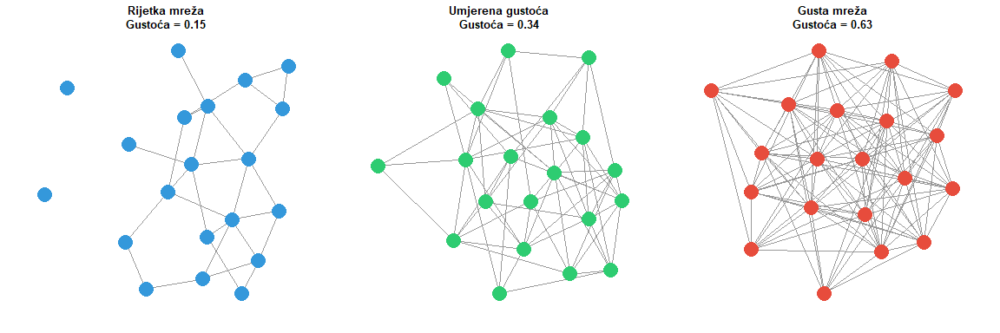 Rijetka mreža
Gustoća = 0.15
Umjerena gustoća
Gustoća = 0.34
Gusta mreža
Gustoća = 0.63